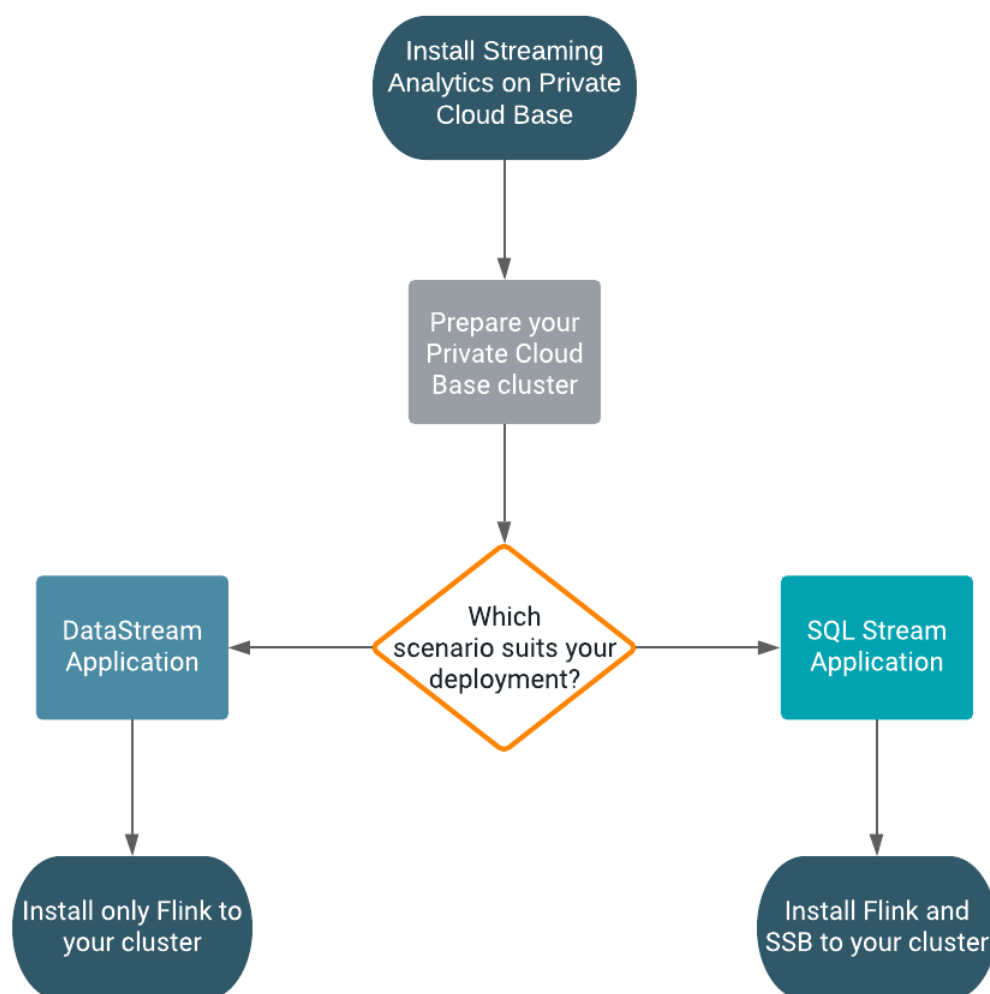 Install Streaming
Analytics on Private
Cloud Base
Prepare your
Private Cloud
Base cluster
Which
scenario suits your
deployment?
DataStream
Application
SQL Stream
Application
Install only Flink to
your cluster
Install Flink and
SSB to your cluster